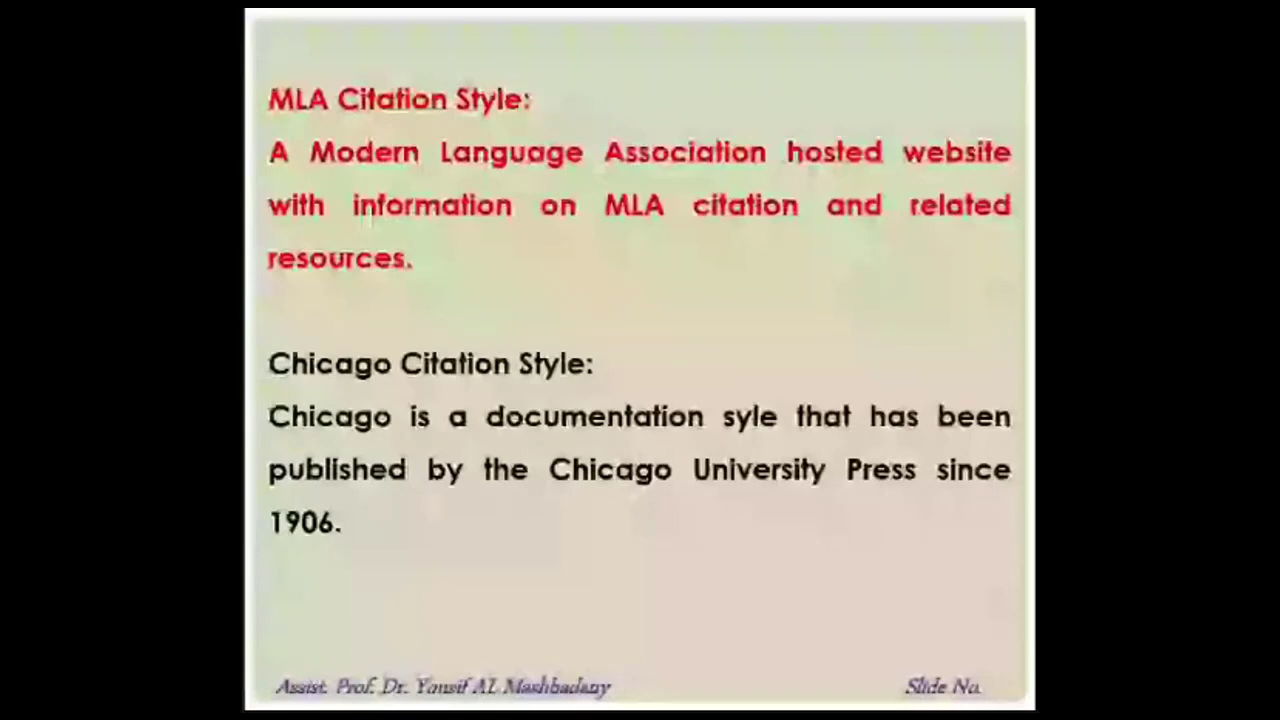 MLA Citation Style:
A Modern Language Association hosted website
with information on MLA citation and related
resources.
Chicago Citation Style:
Chicago is a documentation syle that has been
published by the Chicago University Press since
1906.
Assist. Prof. Dr. Yousif AL Mashhadany
Slide No.